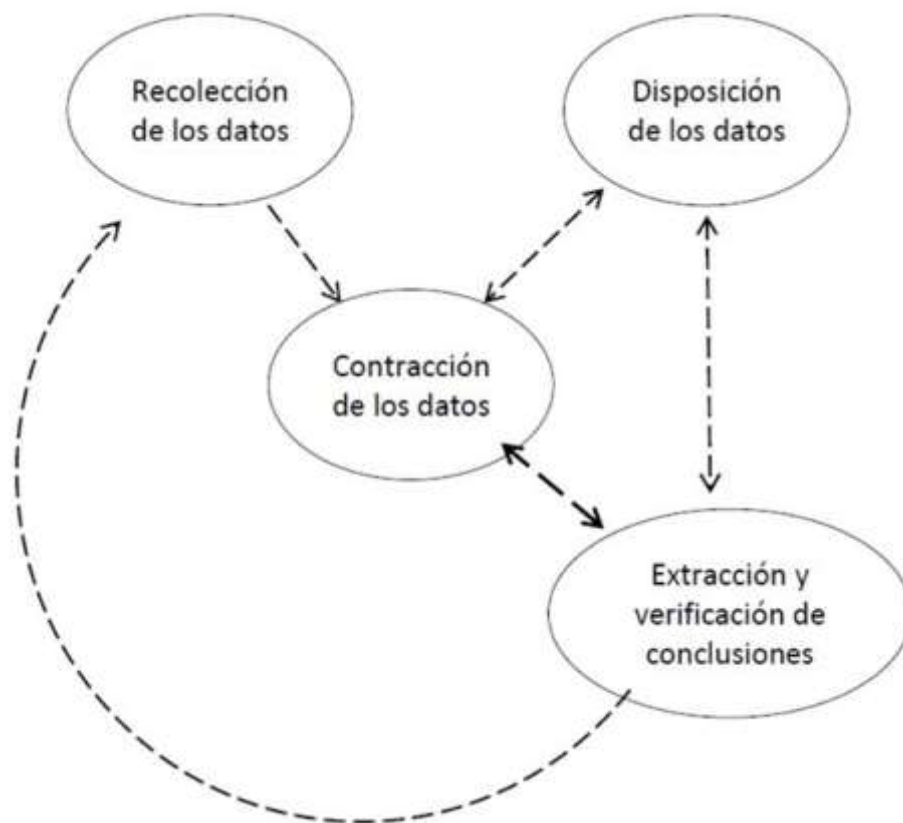 Recolección
de los datos
Disposición
de los datos
Contracción
de los datos
Extracción y
verificación de
conclusiones